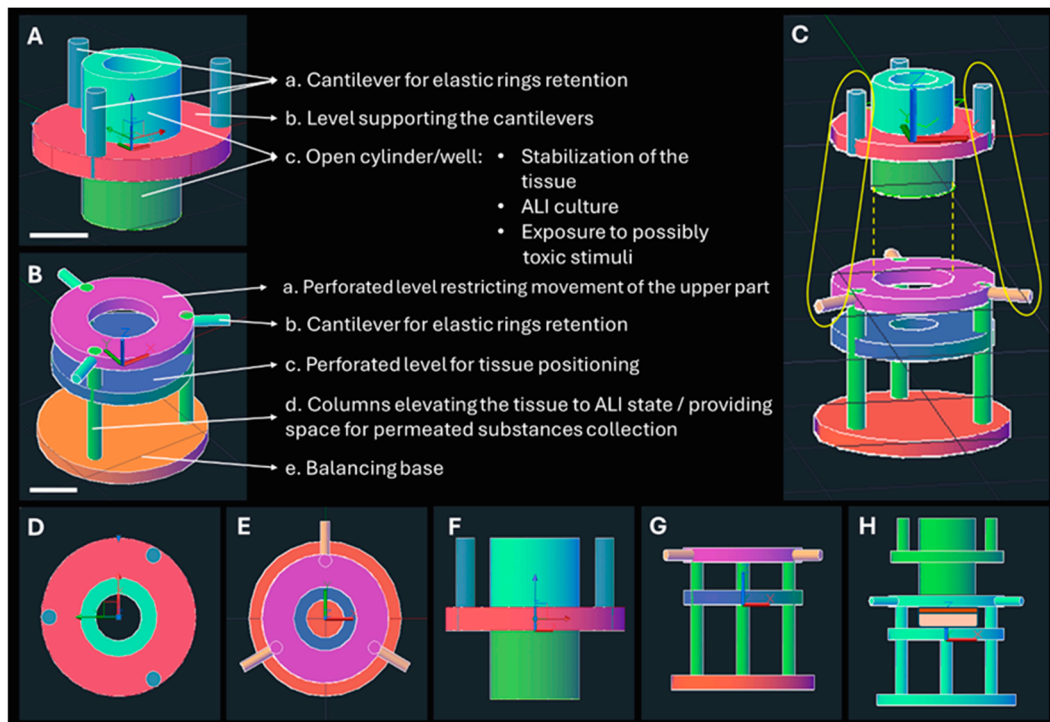 A
a. Cantilever for elastic rings retention
b. Level supporting the cantilevers
c. Open cylinder/well:
• Stabilization of the
tissue
• ALI culture
• Exposure to possibly
toxic stimuli
B
a. Perforated level restricting movement of the upper part
b. Cantilever for elastic rings retention
c. Perforated level for tissue positioning
d. Columns elevating the tissue to ALI state / providing
space for permeated substances collection
e. Balancing base
C
D
E
F
G
H